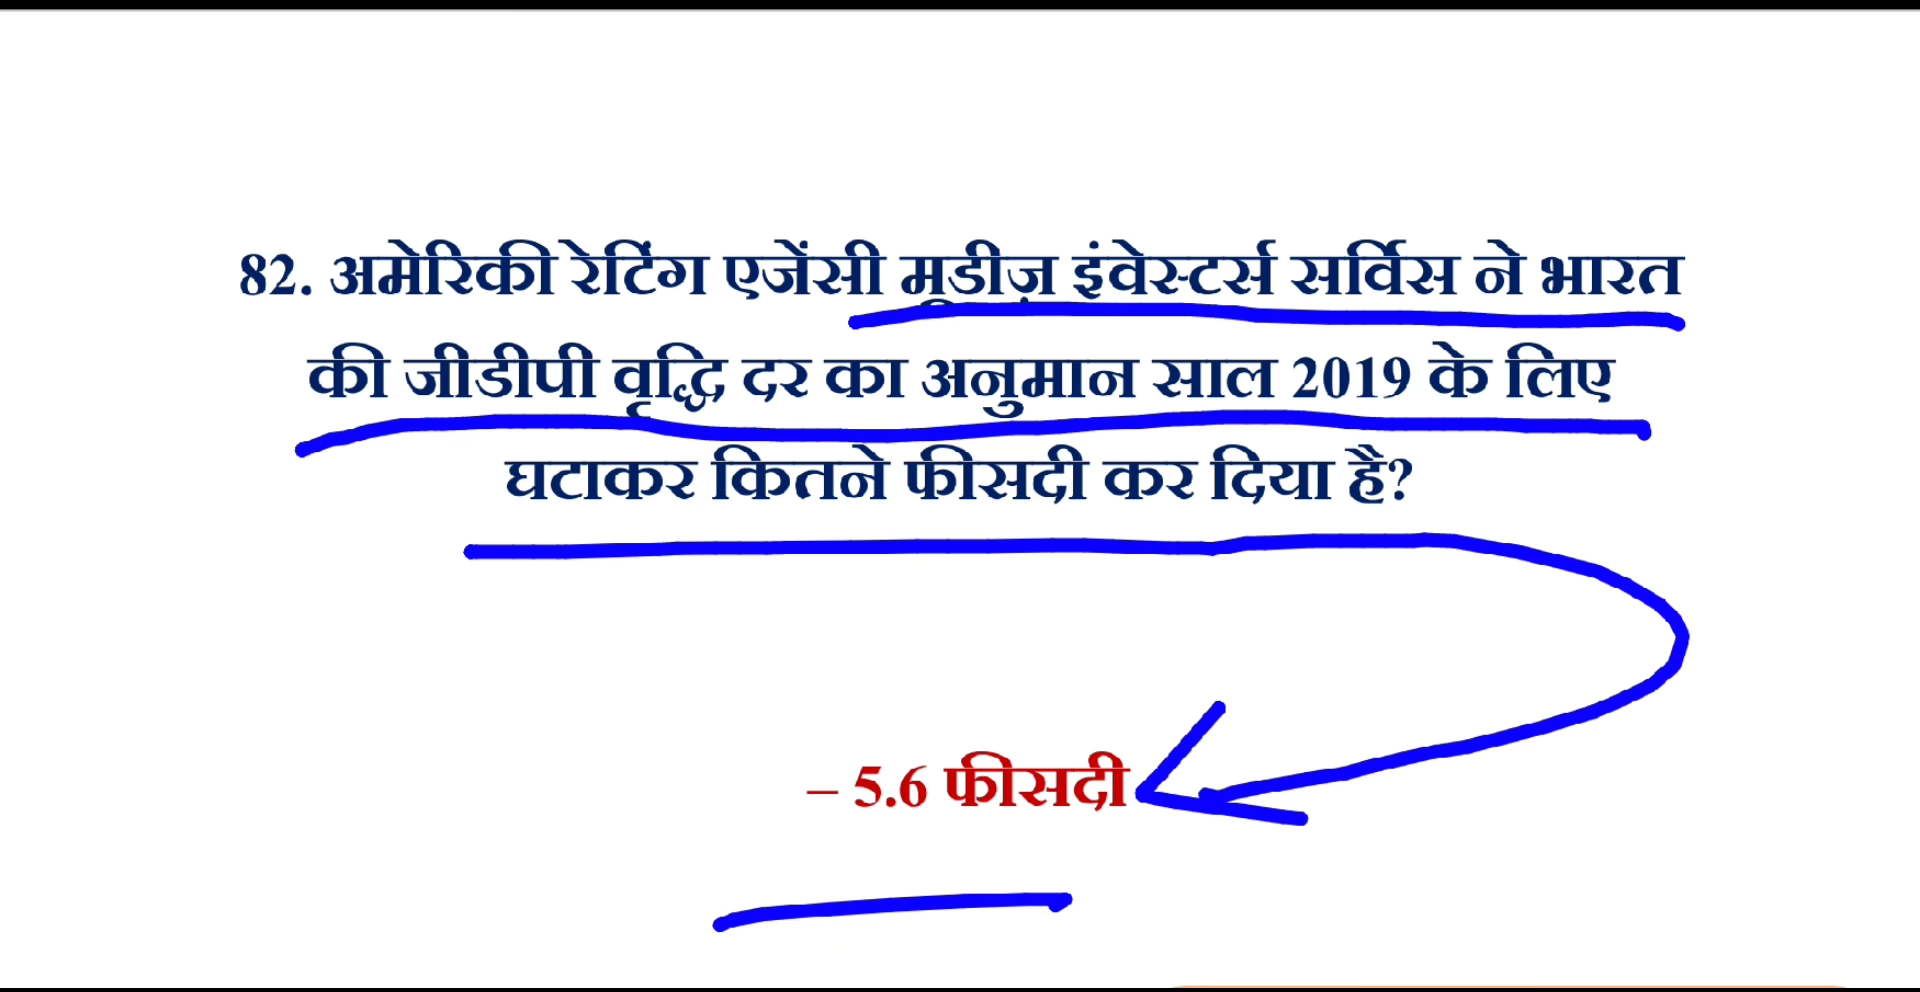 82. अमेरिकी रेटिंग एजेंसी मूडीज़ इंवेस्टर्स सर्विस ने भारत
की जीडीपी वृद्धि दर का अनुमान साल 2019 के लिए
घटाकर कितने फीसदी कर दिया है?
– 5.6 फीसदी